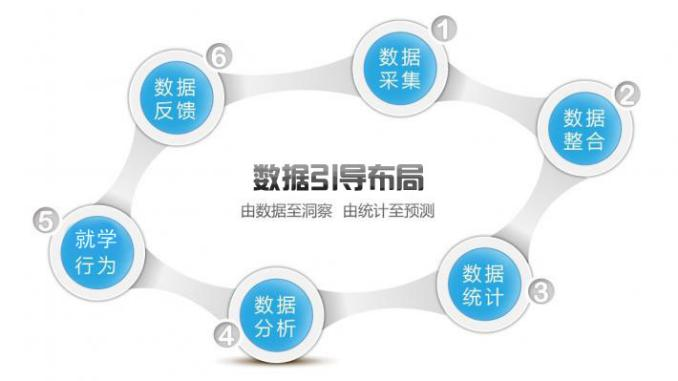 1
数据
采集
2
数据
整合
3
数据
统计
4
数据
分析
5
就学
行为
6
数据
反馈
数据引导布局
由数据至洞察 由统计至预测